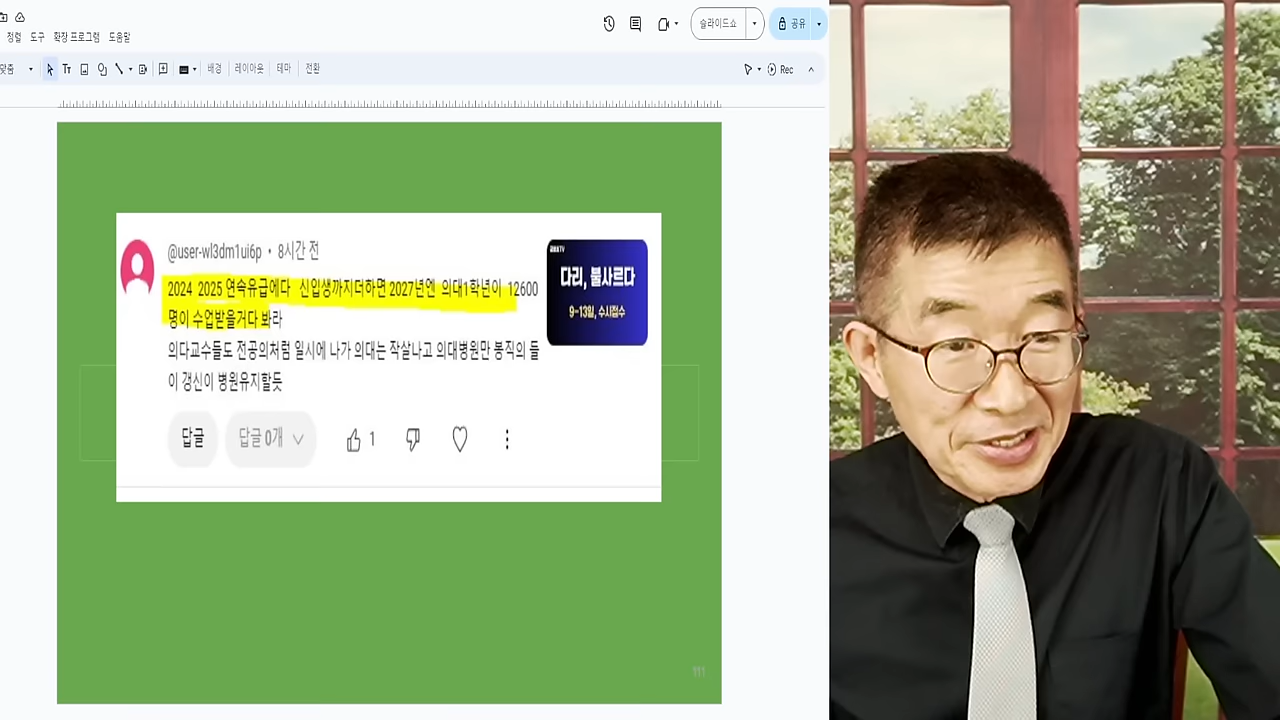 정렬 도구 확장 프로그램 도움말
슬라이드쇼
공유
맞춤
배경 레이아웃 테마 전환
Rec
@user-wl3dm1ui6p • 8시간 전
2024 2025 연속유급에다 신입생까지더하면 2027년엔 의대1학년이 12600
명이 수업받을거다 봐라
의다교수들도 전공의처럼 일시에 나가 의대는 작살나고 의대병원만 봉직의 들
이 갱신이 병원유지할듯
답글
답글 0개
1
다리, 불사르다
9-13일, 수시접수
111